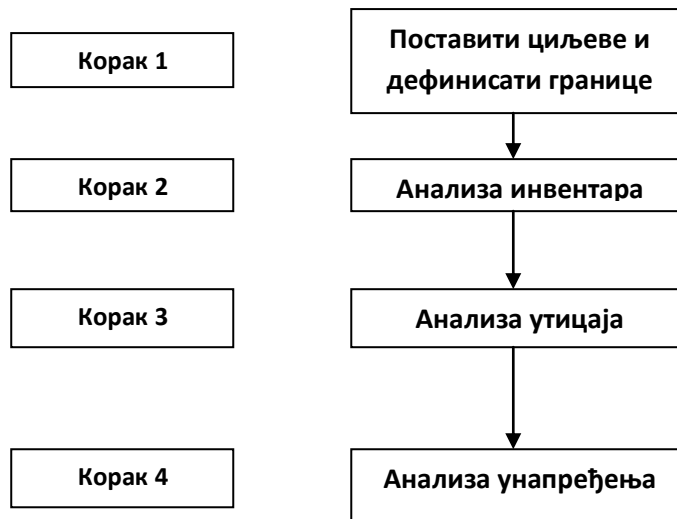 Корак 1
Поставити циљеве и
дефинисати границе
Корак 2
Анализа инвентара
Корак 3
Анализа утицаја
Корак 4
Анализа унапређења